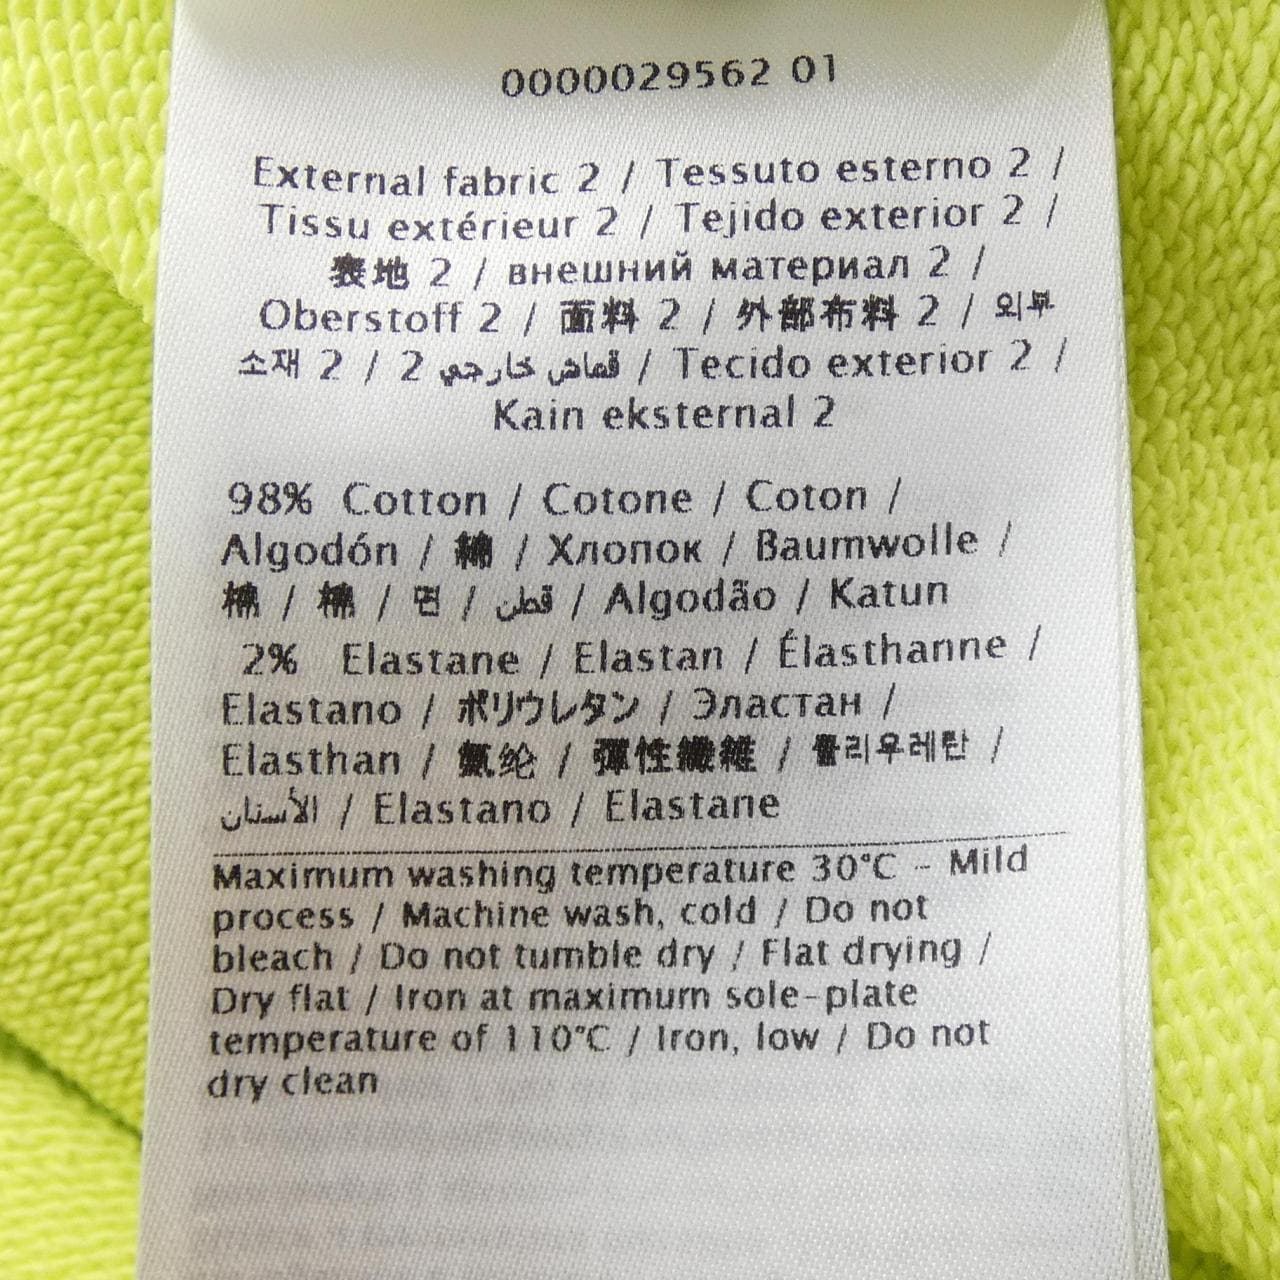 0000029562 01
External fabric 2 / Tessuto esterno 2 /
Tissu extérieur 2 / Tejido exterior 2 /
表地 2 / внешний материал 2 /
Oberstoff 2 / 面料 2 / 外部布料 2 / 외부
소재 2 / 2 قماش خارجي / Tecido exterior 2 /
Kain eksternal 2
98% Cotton / Cotone / Coton /
Algodón / 綿 / Хлопок / Baumwolle /
棉 / 棉 / 면 / قطن / Algodão / Katun
2% Elastane / Elastan / Élasthanne /
Elastano / ポリウレタン / Эластан /
Elasthan / 氨纶 / 彈性纖維 / 폴리우레탄 /
الأستان / Elastano / Elastane
Maximum washing temperature 30°C - Mild
process / Machine wash, cold / Do not
bleach / Do not tumble dry / Flat drying /
Dry flat / Iron at maximum sole-plate
temperature of 110°C / Iron, low / Do not
dry clean